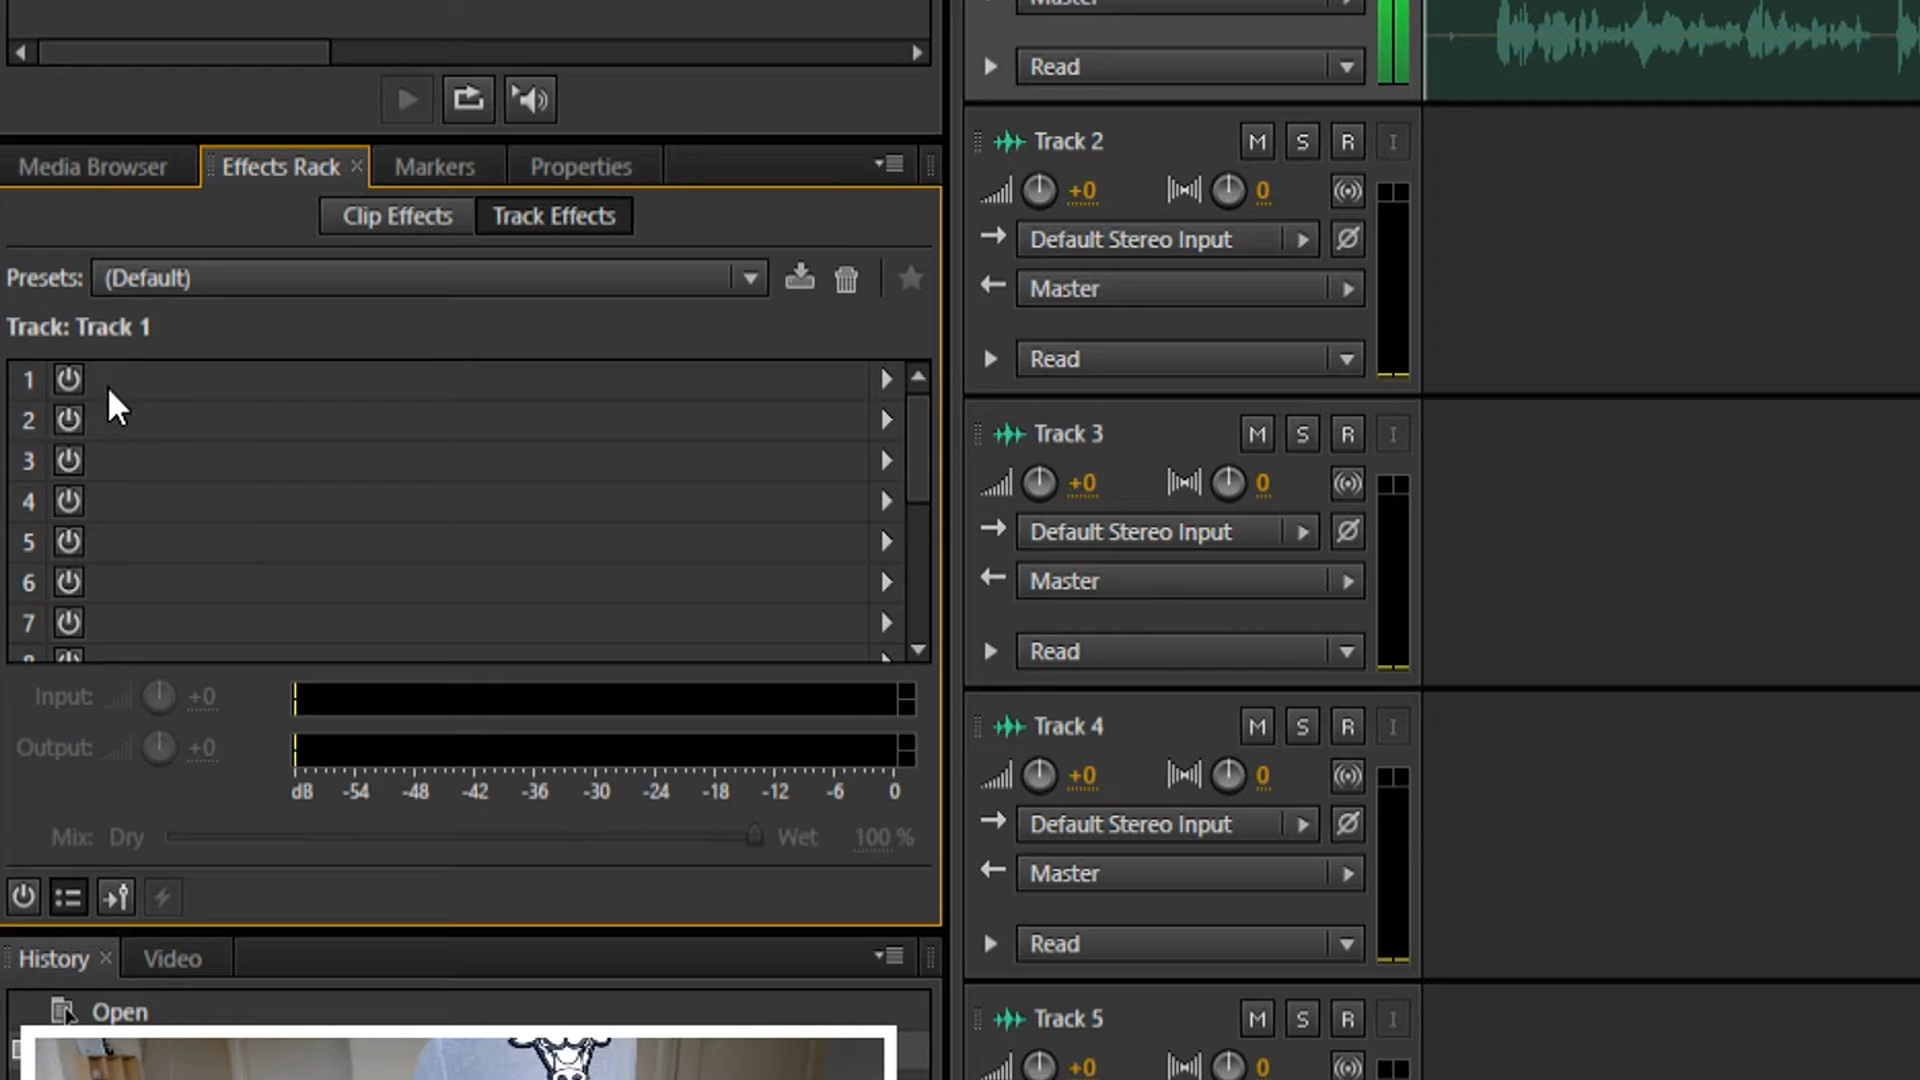 Master
Read
Media Browser Effects Rack Markers Properties
Clip Effects Track Effects
Presets: (Default)
Track: Track 1
1
2
3
4
5
6
7
8
Input: +0
Output: +0
dB -54 -48 -42 -36 -30 -24 -18 -12 -6 0
Mix: Dry Wet 100 %
History Video
Open
Track 2 M S R I
+0 0
Default Stereo Input
Master
Read
Track 3 M S R I
+0 0
Default Stereo Input
Master
Read
Track 4 M S R I
+0 0
Default Stereo Input
Master
Read
Track 5 M S R I
+0 0